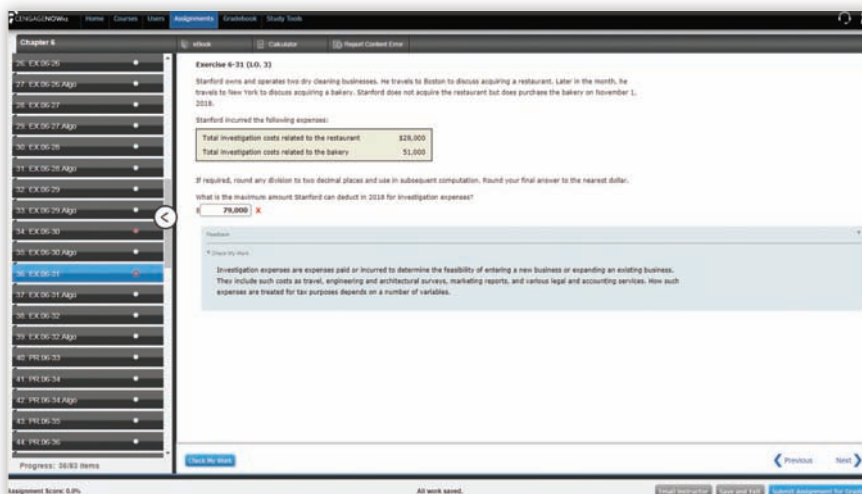 CENGAGENOWv2 Home Courses Users Assignments Gradebook Study Tools
Chapter 6
eBook Calculator Report Content Error
26. EX.06-26
27. EX.06-26.Algo
28. EX.06-27
29. EX.06-27.Algo
30. EX.06-28
31. EX.06-28.Algo
32. EX.06-29
33. EX.06-29.Algo
34. EX.06-30
35. EX.06-30.Algo
36. EX.06-31
37. EX.06-31.Algo
38. EX.06-32
39. EX.06-32.Algo
40. PR.06-33
41. PR.06-34
42. PR.06-34.Algo
43. PR.06-35
44. PR.06-36
Progress: 36/83 items
Exercise 6-31 (LO. 3)
Stanford owns and operates two dry cleaning businesses. He travels to Boston to discuss acquiring a restaurant. Later in the month, he
travels to New York to discuss acquiring a bakery. Stanford does not acquire the restaurant but does purchase the bakery on November 1,
2018.
Stanford incurred the following expenses:
Total investigation costs related to the restaurant $28,000
Total investigation costs related to the bakery 51,000
If required, round any division to two decimal places and use in subsequent computation. Round your final answer to the nearest dollar.
What is the maximum amount Stanford can deduct in 2018 for investigation expenses?
$ 79,000 X
Feedback
Check My Work
Investigation expenses are expenses paid or incurred to determine the feasibility of entering a new business or expanding an existing business.
They include such costs as travel, engineering and architectural surveys, marketing reports, and various legal and accounting services. How such
expenses are treated for tax purposes depends on a number of variables.
Check My Work
Previous Next
Assignment Score: 0.0% All work saved. Email Instructor Save and Exit Submit Assignment for Grading